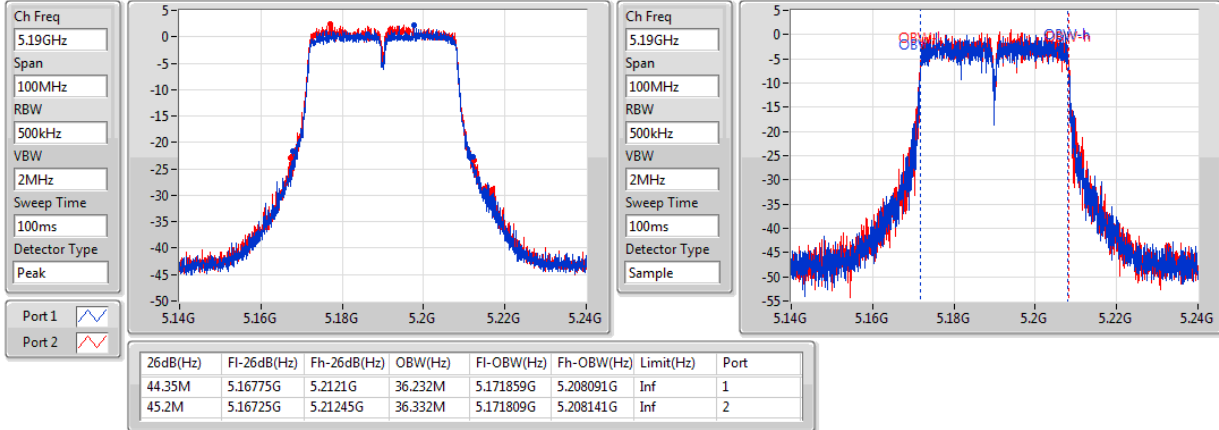 Ch Freq
5.19GHz
Span
100MHz
RBW
500kHz
VBW
2MHz
Sweep Time
100ms
Detector Type
Peak
Port 1
Port 2
5
0
-5
-10
-15
-20
-25
-30
-35
-40
-45
-50
5.14G 5.16G 5.18G 5.2G 5.22G 5.24G
Ch Freq
5.19GHz
Span
100MHz
RBW
500kHz
VBW
2MHz
Sweep Time
100ms
Detector Type
Sample
5
0
-5
-10
-15
-20
-25
-30
-35
-40
-45
-50
-55
OBW-h
5.14G 5.16G 5.18G 5.2G 5.22G 5.24G
26dB(Hz) Fl-26dB(Hz) Fh-26dB(Hz) OBW(Hz) Fl-OBW(Hz) Fh-OBW(Hz) Limit(Hz) Port
44.35M 5.16775G 5.2121G 36.232M 5.171859G 5.208091G Inf 1
45.2M 5.16725G 5.21245G 36.332M 5.171809G 5.208141G Inf 2